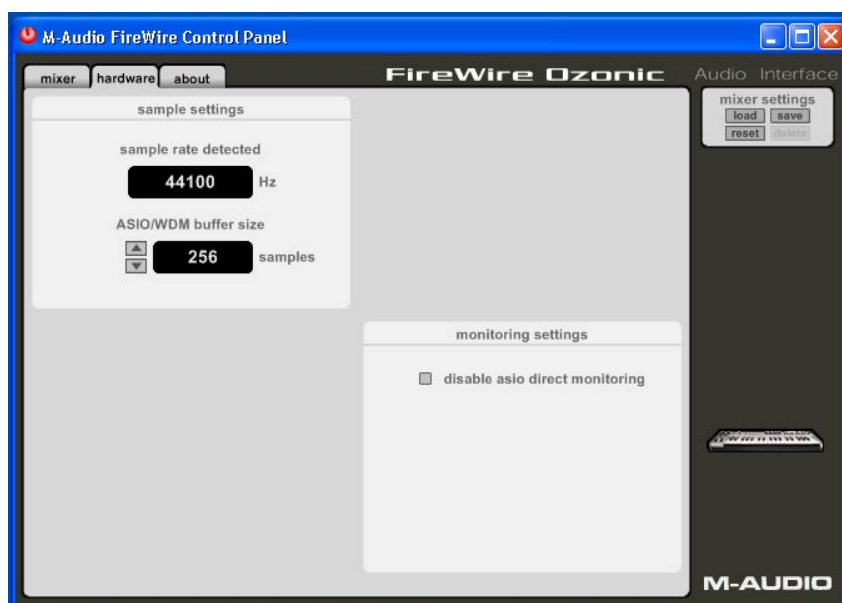 M-Audio FireWire Control Panel
mixer hardware about
FireWire Ozonic Audio Interface
sample settings
sample rate detected
44100 Hz
ASIO/WDM buffer size
256 samples
monitoring settings
disable asio direct monitoring
mixer settings
load save
reset delete
M-AUDIO